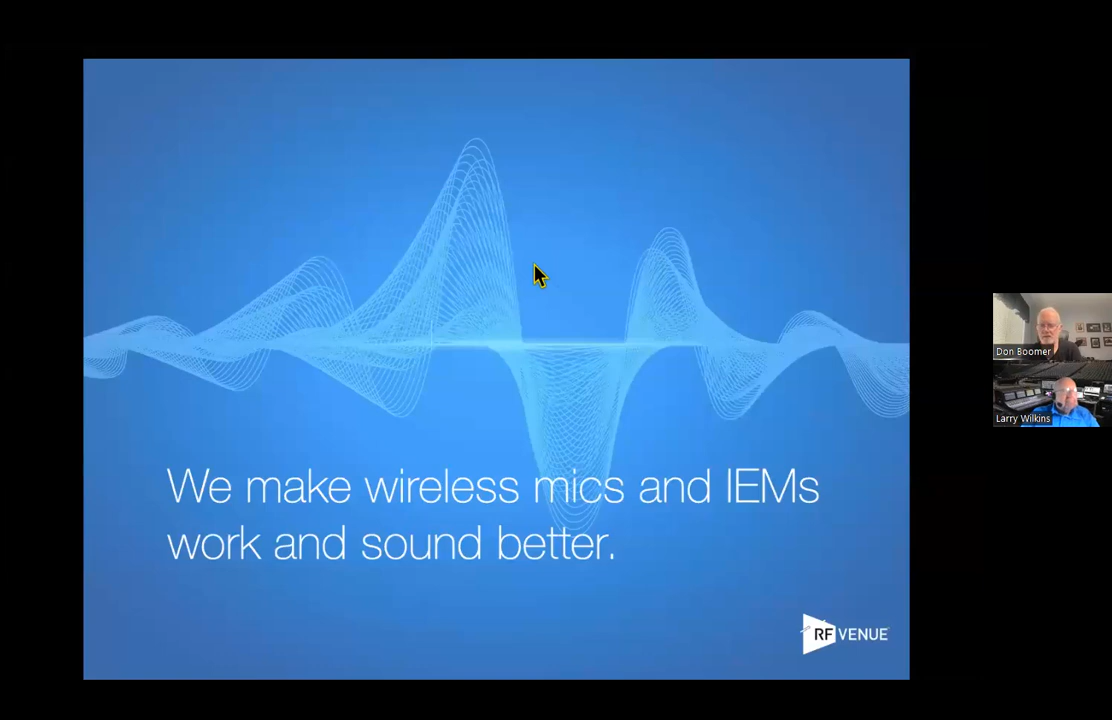 We make wireless mics and IEMs
work and sound better.
RF VENUE
Don Boomer
Larry Wilkins